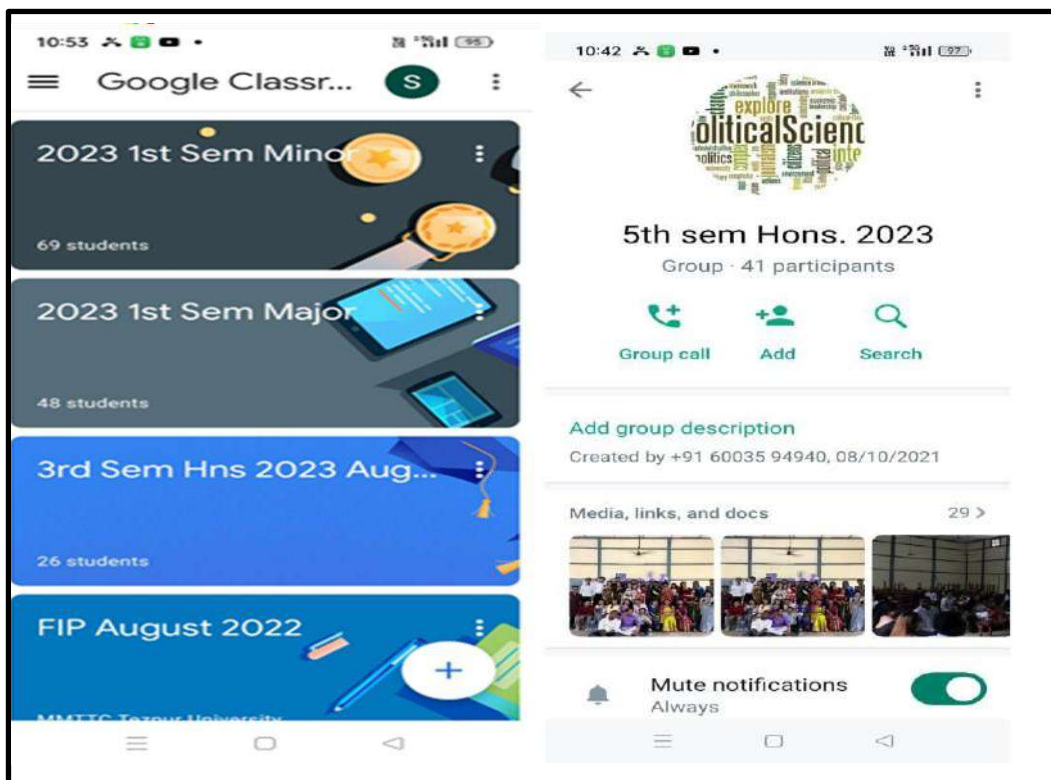 10:53
95
Google Classr...
S
2023 1st Sem Minor
69 students
2023 1st Sem Major
48 students
3rd Sem Hns 2023 Aug...
26 students
FIP August 2022
MMTTC Tezpur University
10:42
97
explore
oliticalScienc
politics
citizens
political
inte
5th sem Hons. 2023
Group · 41 participants
Group call
Add
Search
Add group description
Created by +91 60035 94940, 08/10/2021
Media, links, and docs
29 >
Mute notifications
Always